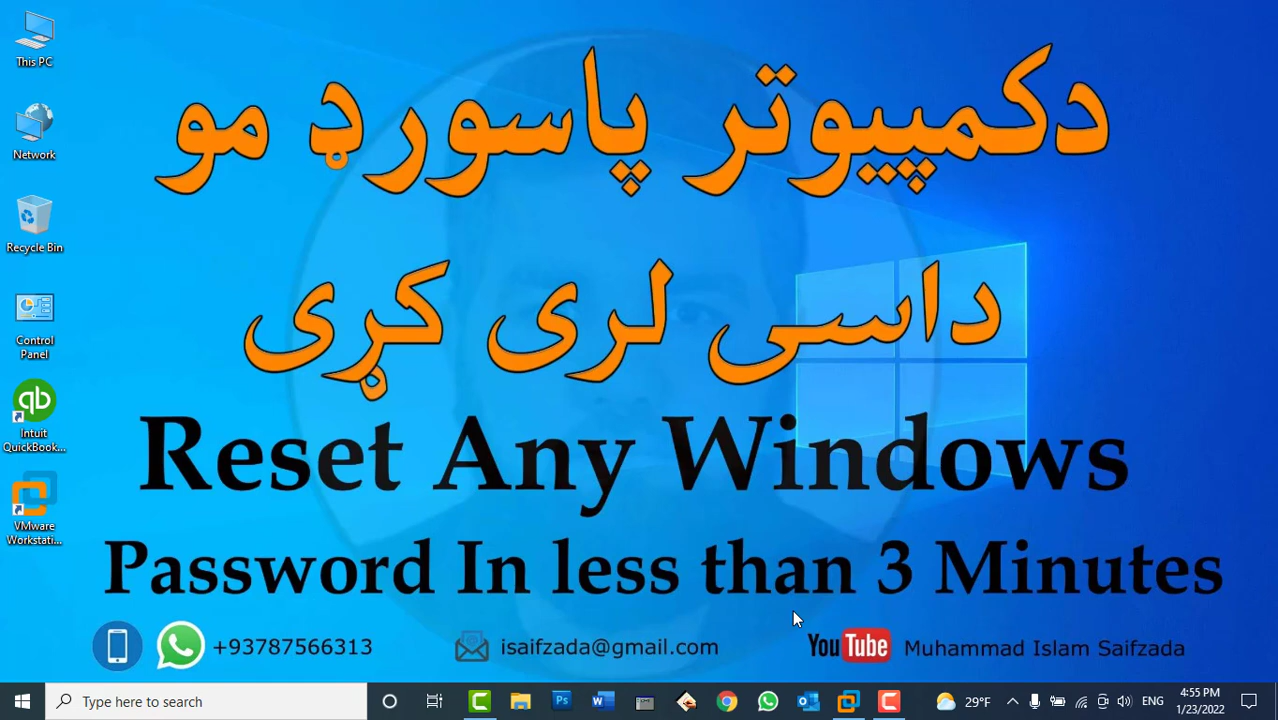 This PC
Network
Recycle Bin
Control
Panel
Intuit
QuickBook...
VMware
Workstati...
دکمپیوتر پاسورډ مو
داسی لری کړی
Reset Any Windows
Password In less than 3 Minutes
+93787566313
isaifzada@gmail.com
YouTube
Muhammad Islam Saifzada
Type here to search
29°F
ENG
4:55 PM
1/23/2022